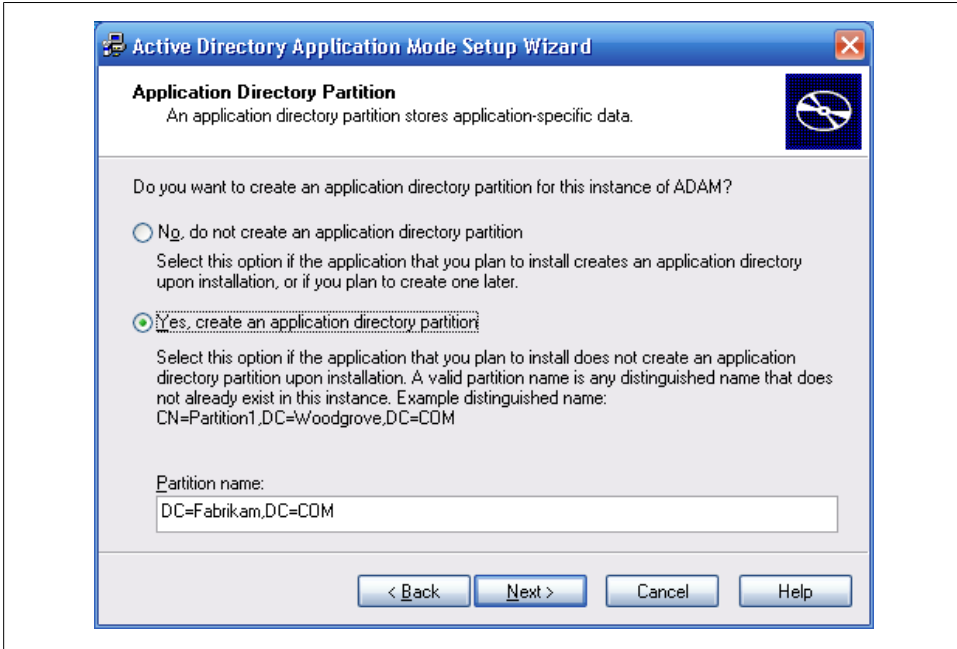 Active Directory Application Mode Setup Wizard
Application Directory Partition
An application directory partition stores application-specific data.
Do you want to create an application directory partition for this instance of ADAM?
No, do not create an application directory partition
Select this option if the application that you plan to install creates an application directory
upon installation, or if you plan to create one later.
Yes, create an application directory partition
Select this option if the application that you plan to install does not create an application
directory partition upon installation. A valid partition name is any distinguished name that does
not already exist in this instance. Example distinguished name:
CN=Partition1,DC=Woodgrove,DC=COM
Partition name:
DC=Fabrikam,DC=COM
< Back Next > Cancel Help